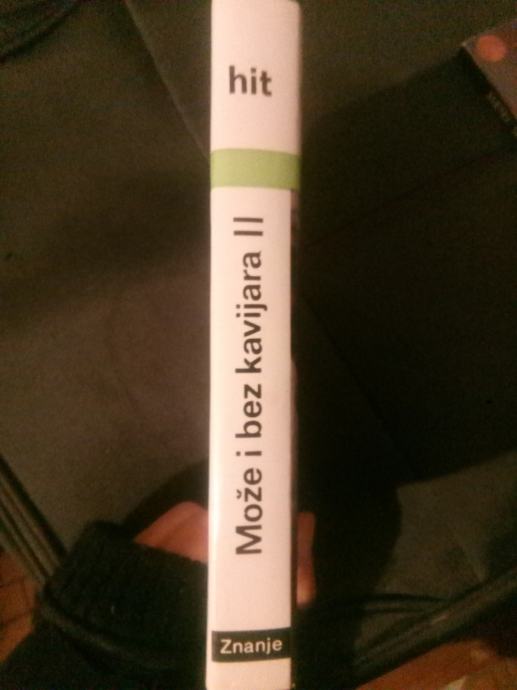 hit
Može i bez kavijara II
Znanje